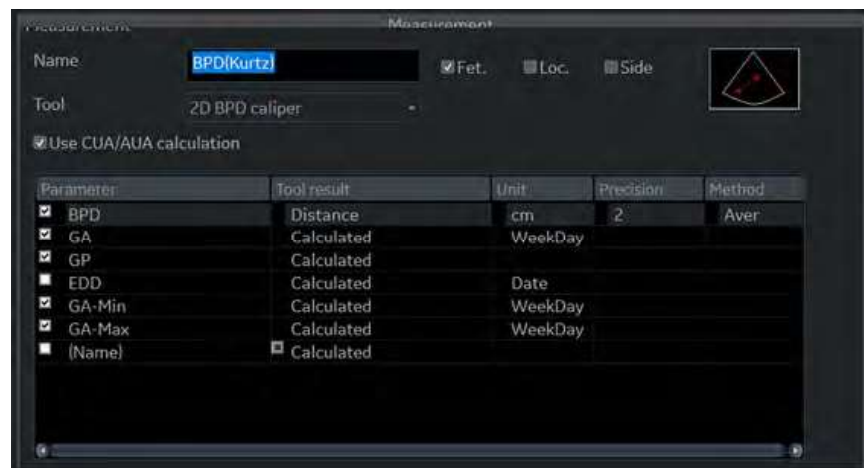 Measurement Measurement
Name BPD(Kurtz) Fet. Loc. Side
Tool 2D BPD caliper
Use CUA/AUA calculation
Parameter Tool result Unit Precision Method
BPD Distance cm 2 Aver
GA Calculated WeekDay
GP Calculated
EDD Calculated Date
GA-Min Calculated WeekDay
GA-Max Calculated WeekDay
(Name) Calculated